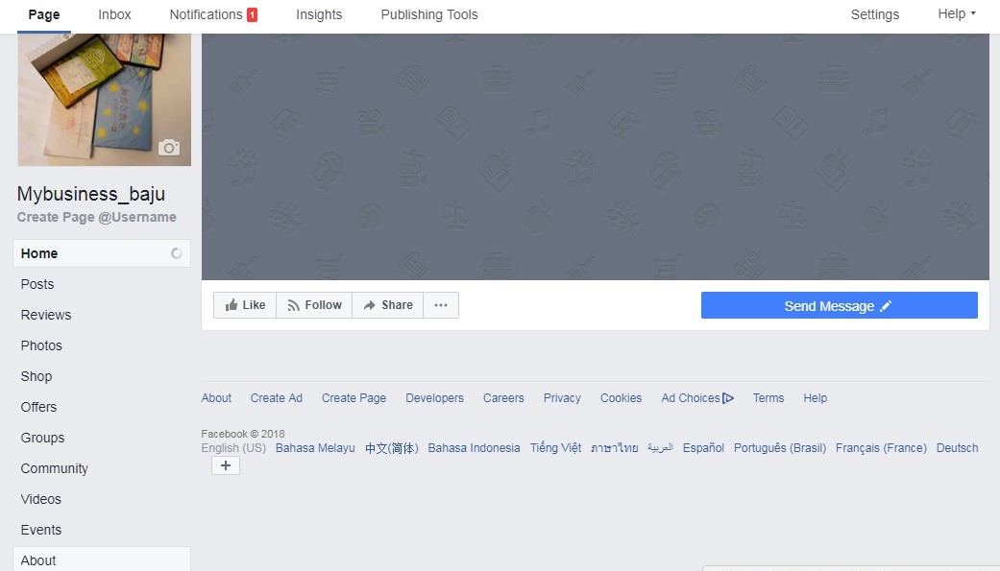 Page Inbox Notifications 1 Insights Publishing Tools Settings Help
Mybusiness_baju
Create Page @Username
Home
Posts
Reviews
Photos
Shop
Offers
Groups
Community
Videos
Events
About
Like Follow Share ... Send Message
About Create Ad Create Page Developers Careers Privacy Cookies Ad Choices Terms Help
Facebook © 2018
English (US) Bahasa Melayu 中文(简体) Bahasa Indonesia Tiếng Việt ภาษาไทย العربية Español Português (Brasil) Français (France) Deutsch
+